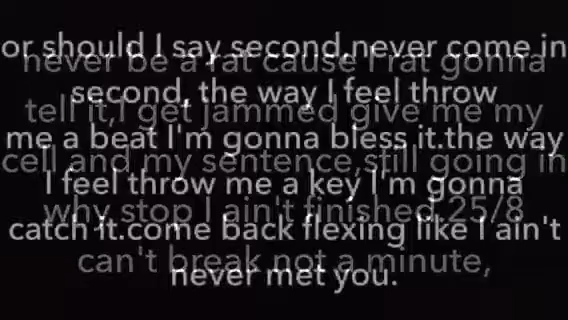 or should I say second,never come in
second, the way I feel throw
me a beat I'm gonna bless it.the way
I feel throw me a key I'm gonna
catch it.come back flexing like I ain't
never met you.
never be a rat cause I rat gonna
tell it,I get jammed give me my
cell and my sentence,still going in
why stop I ain't finished,25/8
can't break not a minute,